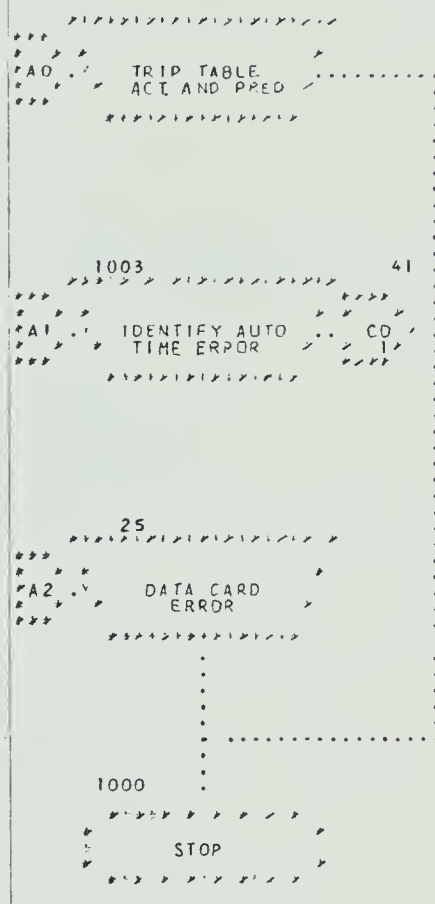 A0 TRIP TABLE
ACT. AND PRED
1003 41
A1 IDENTIFY AUTO CO
TIME ERROR 1
25
A2 DATA CARD
ERROR
1000
STOP